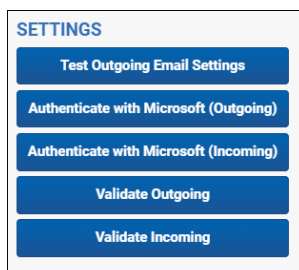 SETTINGS
Test Outgoing Email Settings
Authenticate with Microsoft (Outgoing)
Authenticate with Microsoft (Incoming)
Validate Outgoing
Validate Incoming